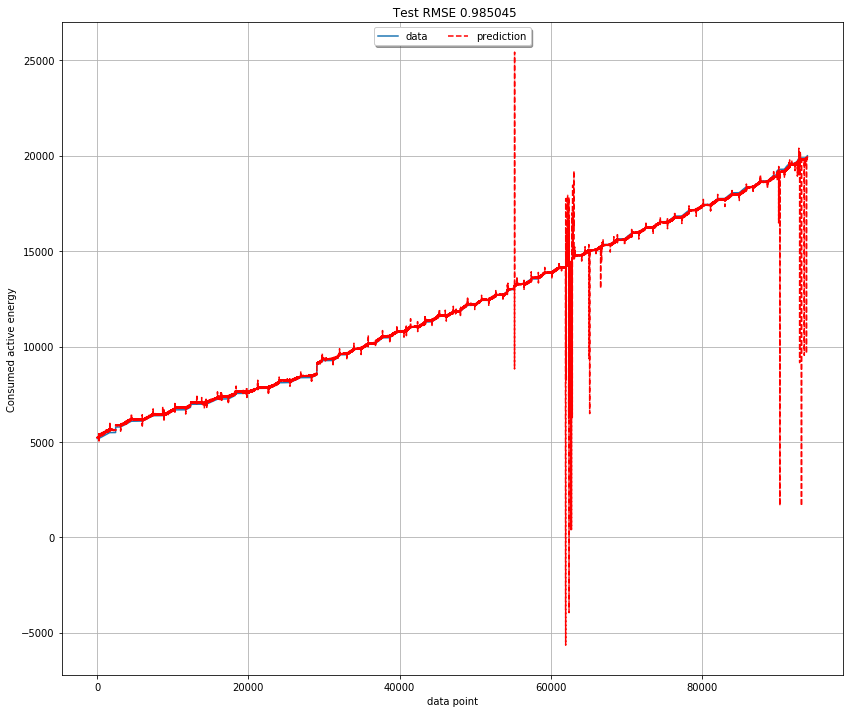 Test RMSE 0.985045
data prediction
25000
20000
15000
10000
5000
0
−5000
Consumed active energy
0 20000 40000 60000 80000
data point